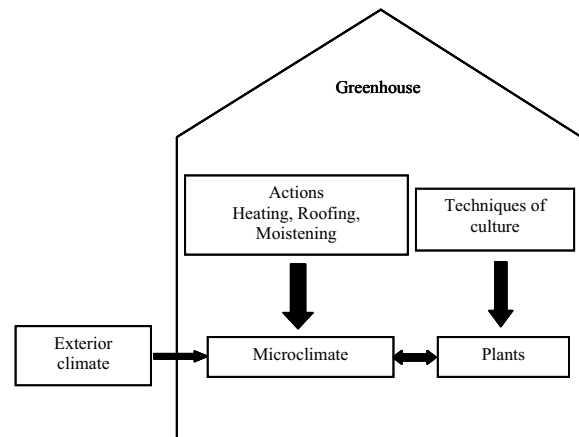 Greenhouse
Actions
Heating, Roofing,
Moistening
Techniques of
culture
Exterior
climate
Microclimate
Plants